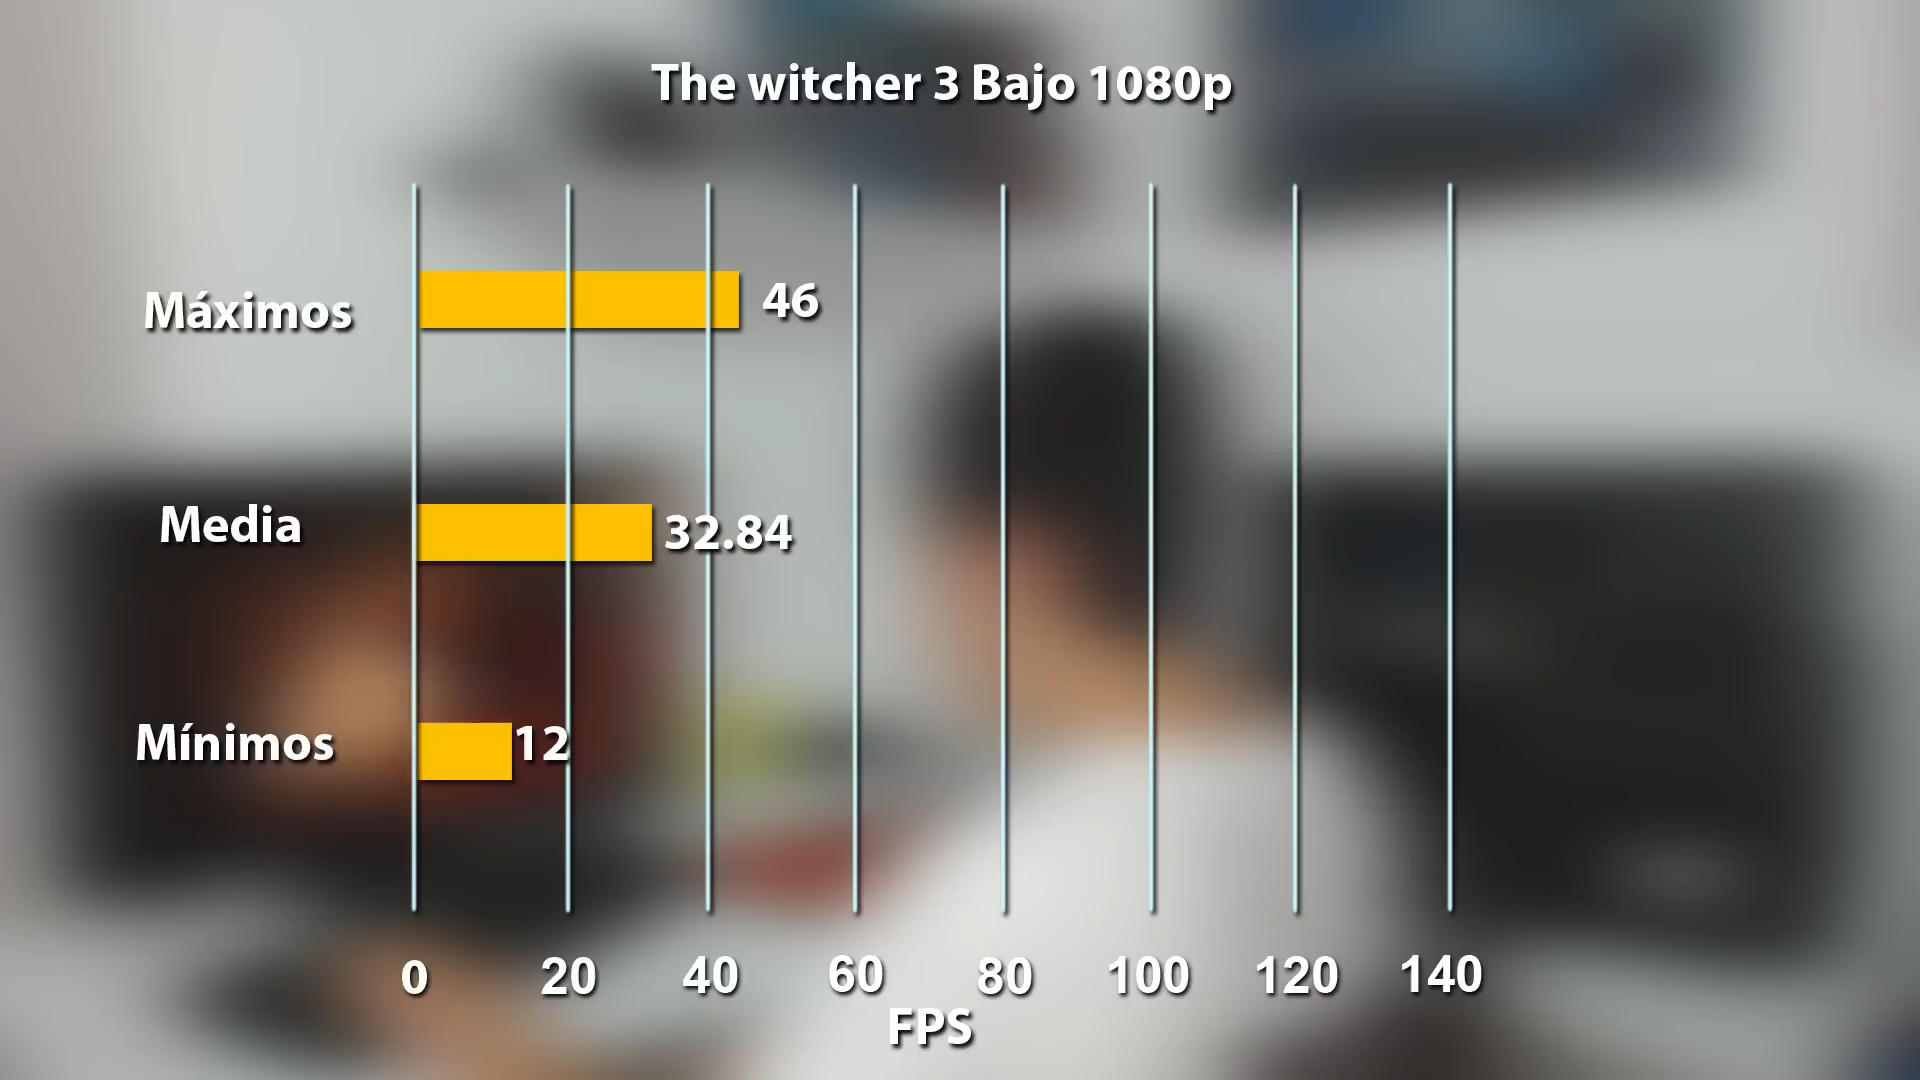 The witcher 3 Bajo 1080p
Máximos 46
Media 32.84
Mínimos 12
0 20 40 60 80 100 120 140
FPS